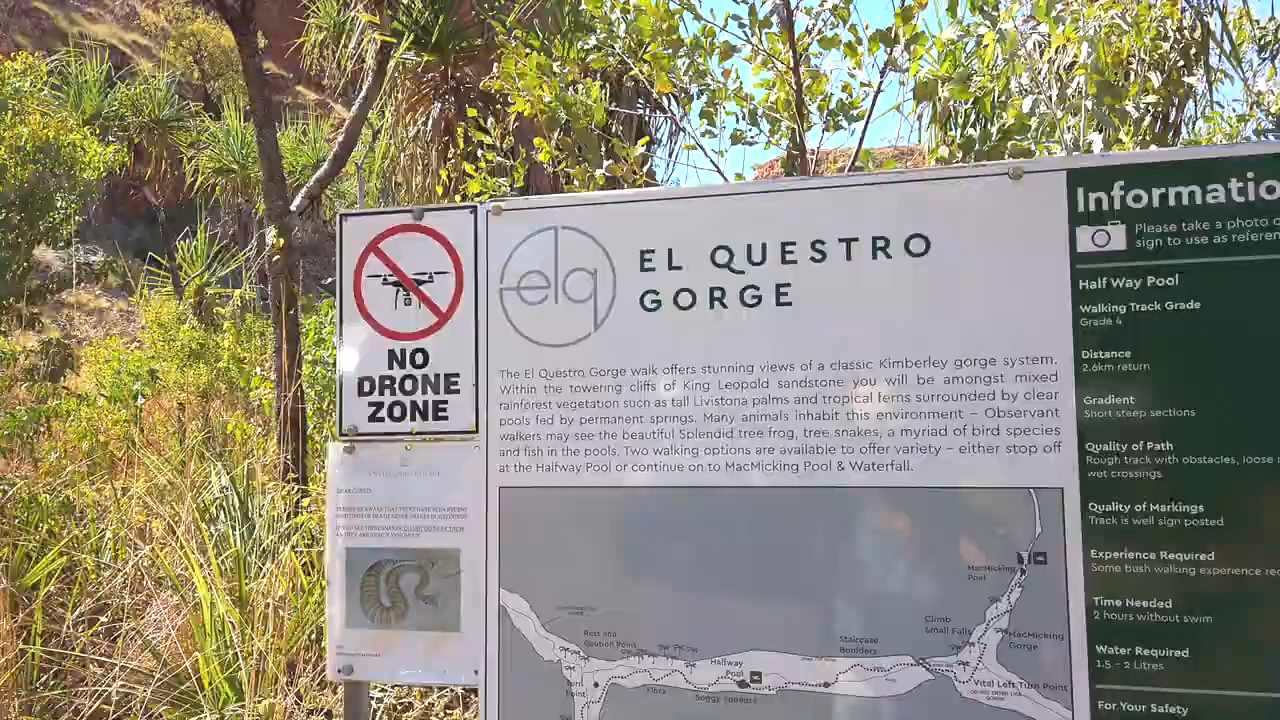 NO
DRONE
ZONE
elq
EL QUESTRO
GORGE
The El Questro Gorge walk offers stunning views of a classic Kimberley gorge system.
Within the towering cliffs of King Leopold sandstone you will be amongst mixed
rainforest vegetation such as tall Livistona palms and tropical ferns surrounded by clear
pools fed by permanent springs. Many animals inhabit this environment – Observant
walkers may see the beautiful Splendid tree frog, tree snakes, a myriad of bird species
and fish in the pools. Two walking options are available to offer variety – either stop off
at the Halfway Pool or continue on to MacMicking Pool & Waterfall.
MacMicking
Pool
Climb
Small Falls
MacMicking
Gorge
Staircase
Boulders
Rest and
Caution Point
Halfway
Pool
Turn
Point
Vital Left Turn Point
Informatio
Please take a photo
sign to use as referen
Half Way Pool
Walking Track Grade
Grade 4
Distance
2.6km return
Gradient
Short steep sections
Quality of Path
Rough track with obstacles, loose
wet crossings
Quality of Markings
Track is well sign posted
Experience Required
Some bush walking experience re
Time Needed
2 hours without swim
Water Required
1.5 – 2 Litres
For Your Safety